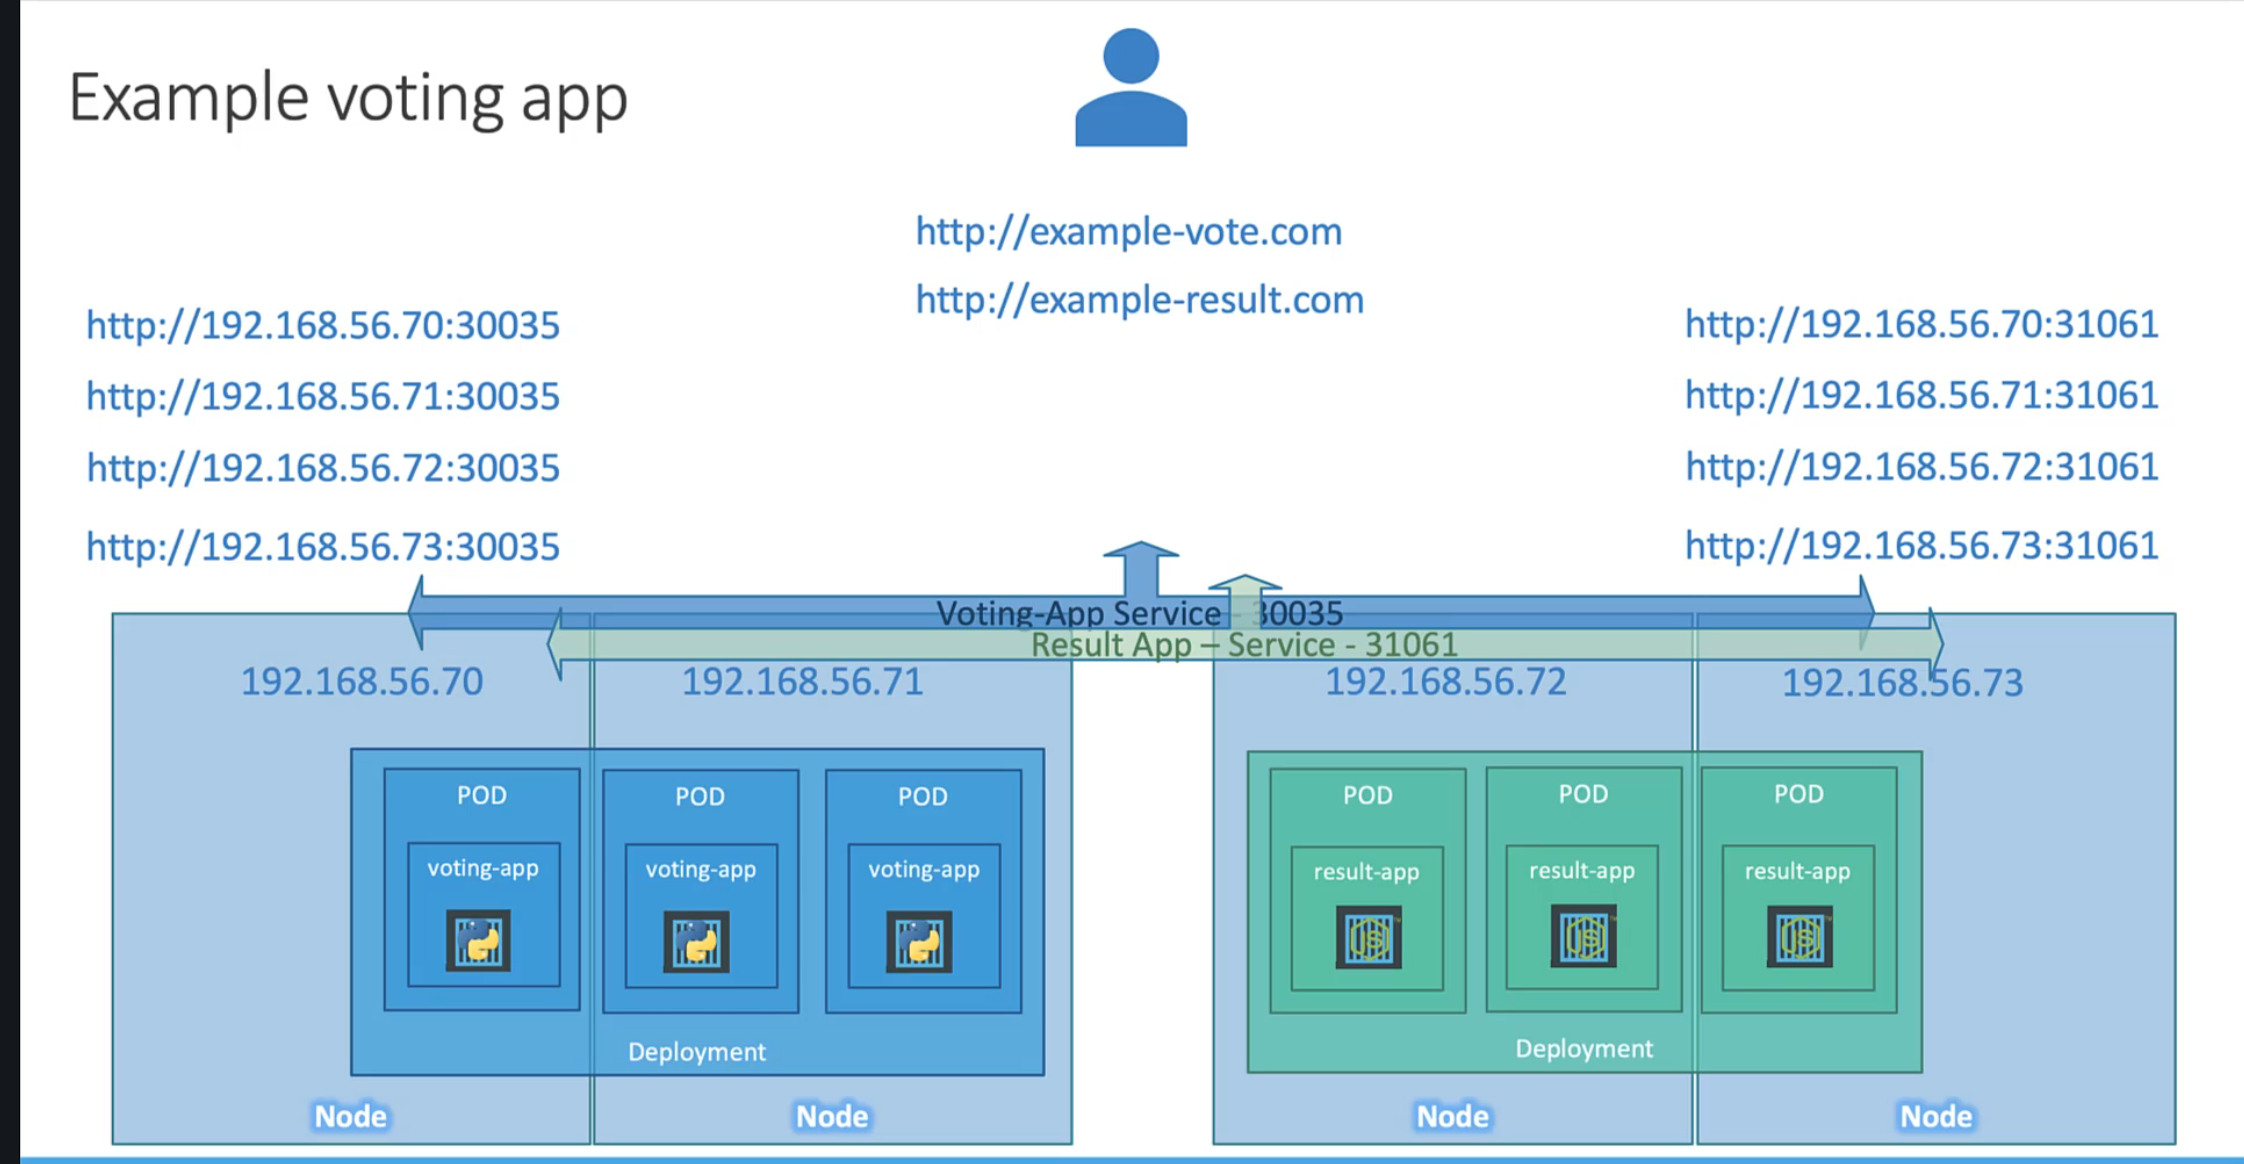 Example voting app
http://example-vote.com
http://example-result.com
http://192.168.56.70:30035
http://192.168.56.71:30035
http://192.168.56.72:30035
http://192.168.56.73:30035
http://192.168.56.70:31061
http://192.168.56.71:31061
http://192.168.56.72:31061
http://192.168.56.73:31061
Voting-App Service - 30035
Result App – Service - 31061
192.168.56.70
192.168.56.71
192.168.56.72
192.168.56.73
POD
voting-app
POD
voting-app
POD
voting-app
Deployment
POD
result-app
JS
POD
result-app
JS
POD
result-app
JS
Deployment
Node
Node
Node
Node